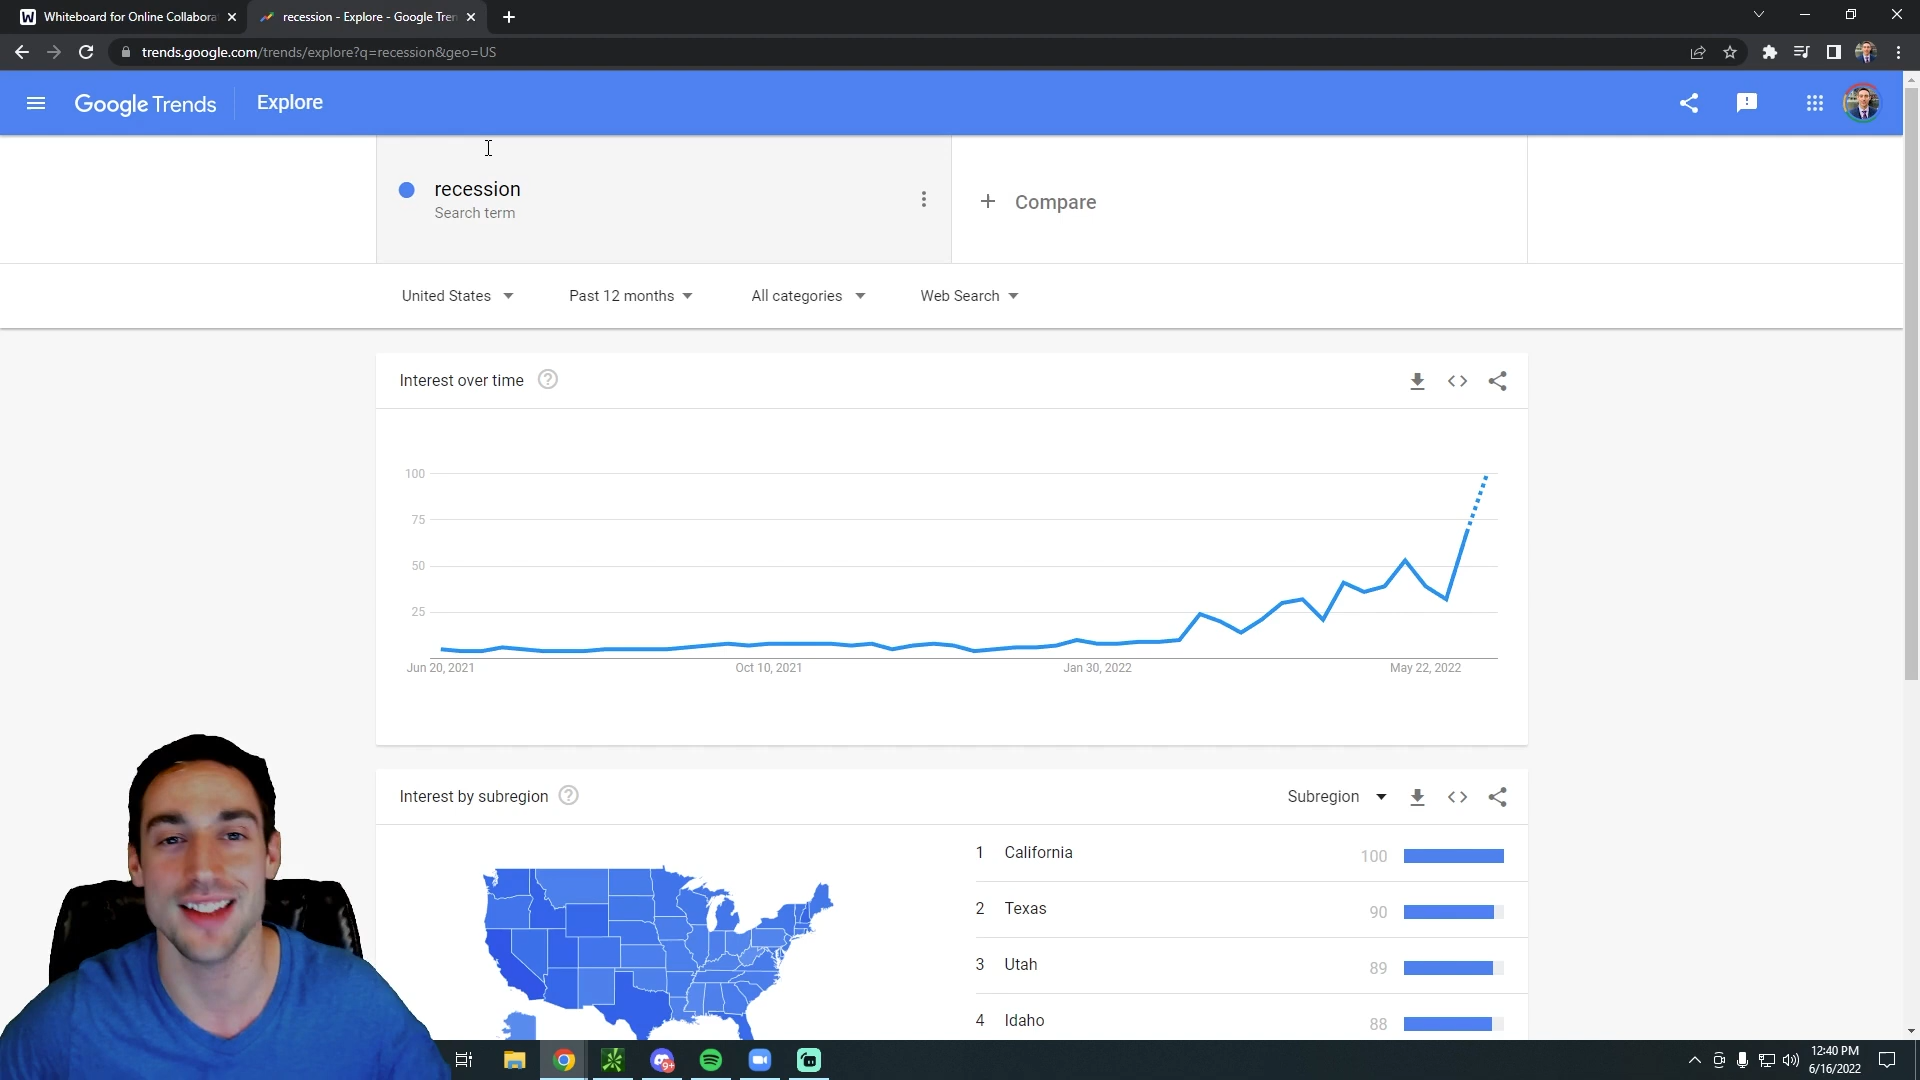 Whiteboard for Online Collabora
recession - Explore - Google Tren
trends.google.com/trends/explore?q=recession&geo=US
Google Trends
Explore
recession
Search term
+ Compare
United States
Past 12 months
All categories
Web Search
Interest over time
100
75
50
25
Jun 20, 2021
Oct 10, 2021
Jan 30, 2022
May 22, 2022
Interest by subregion
Subregion
1 California 100
2 Texas 90
3 Utah 89
4 Idaho 88
9+
12:40 PM
6/16/2022